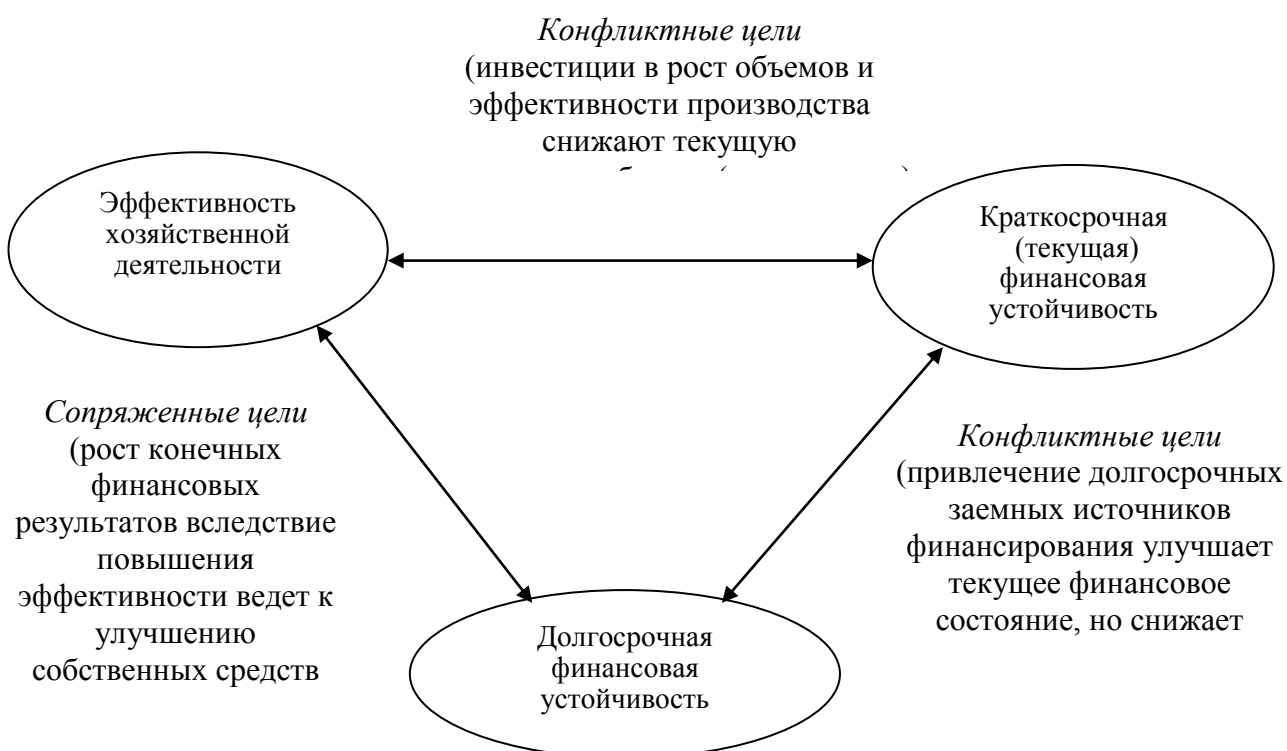 Конфликтные цели
(инвестиции в рост объемов и
эффективности производства
снижают текущую
Эффективность
хозяйственной
деятельности
Краткосрочная
(текущая)
финансовая
устойчивость
Сопряженные цели
(рост конечных
финансовых
результатов вследствие
повышения
эффективности ведет к
улучшению
собственных средств
Конфликтные цели
(привлечение долгосрочных
заемных источников
финансирования улучшает
текущее финансовое
состояние, но снижает
Долгосрочная
финансовая
устойчивость